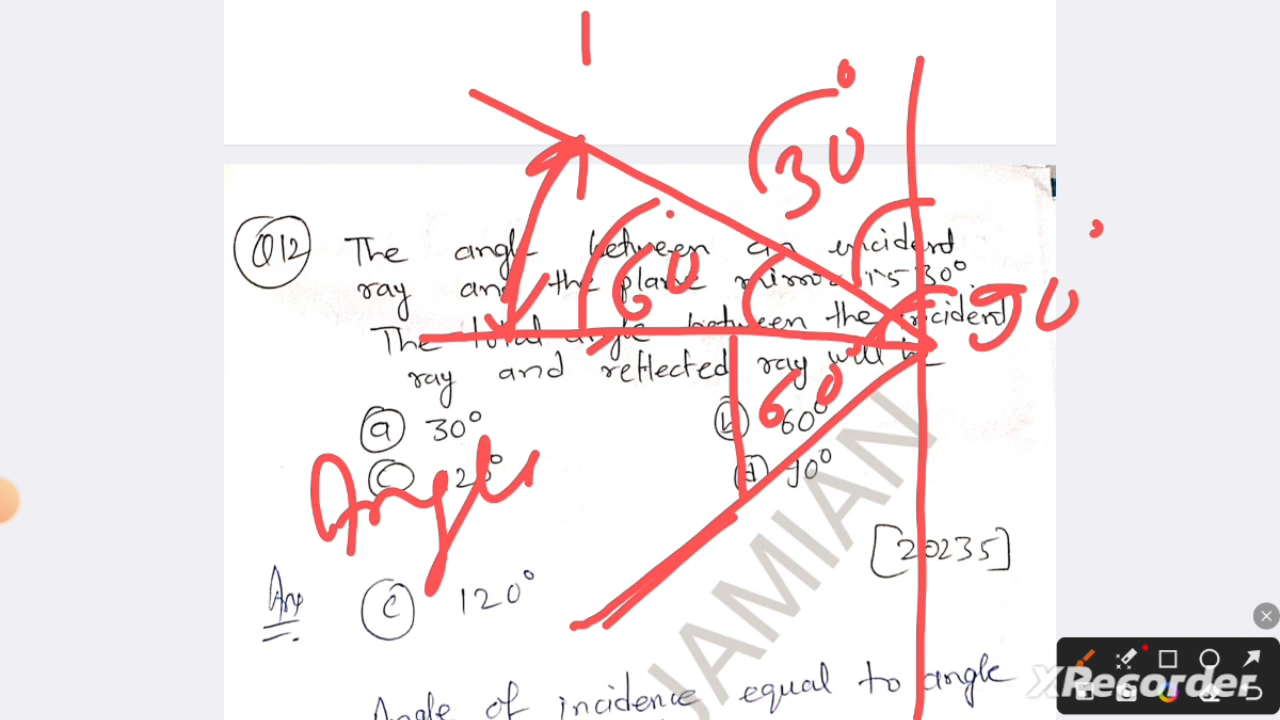 30°
Q12 The angle between an incident
ray and the plane mirror is 30°.
60°
90°
The total angle between the incident
ray and reflected ray will be
60°
(a) 30° (b) 60°
(c) 120° (d) 90°
Angle
[2023S]
Ans (c) 120°
Angle of incidence equal to angle
JAMIAN
XRecorder